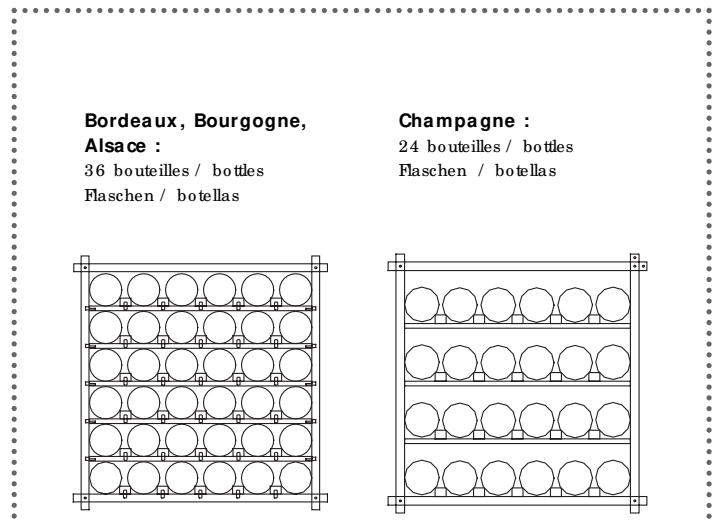 Bordeaux, Bourgogne,
Alsace :
36 bouteilles / bottles
Flaschen / botellas
Champagne :
24 bouteilles / bottles
Flaschen / botellas